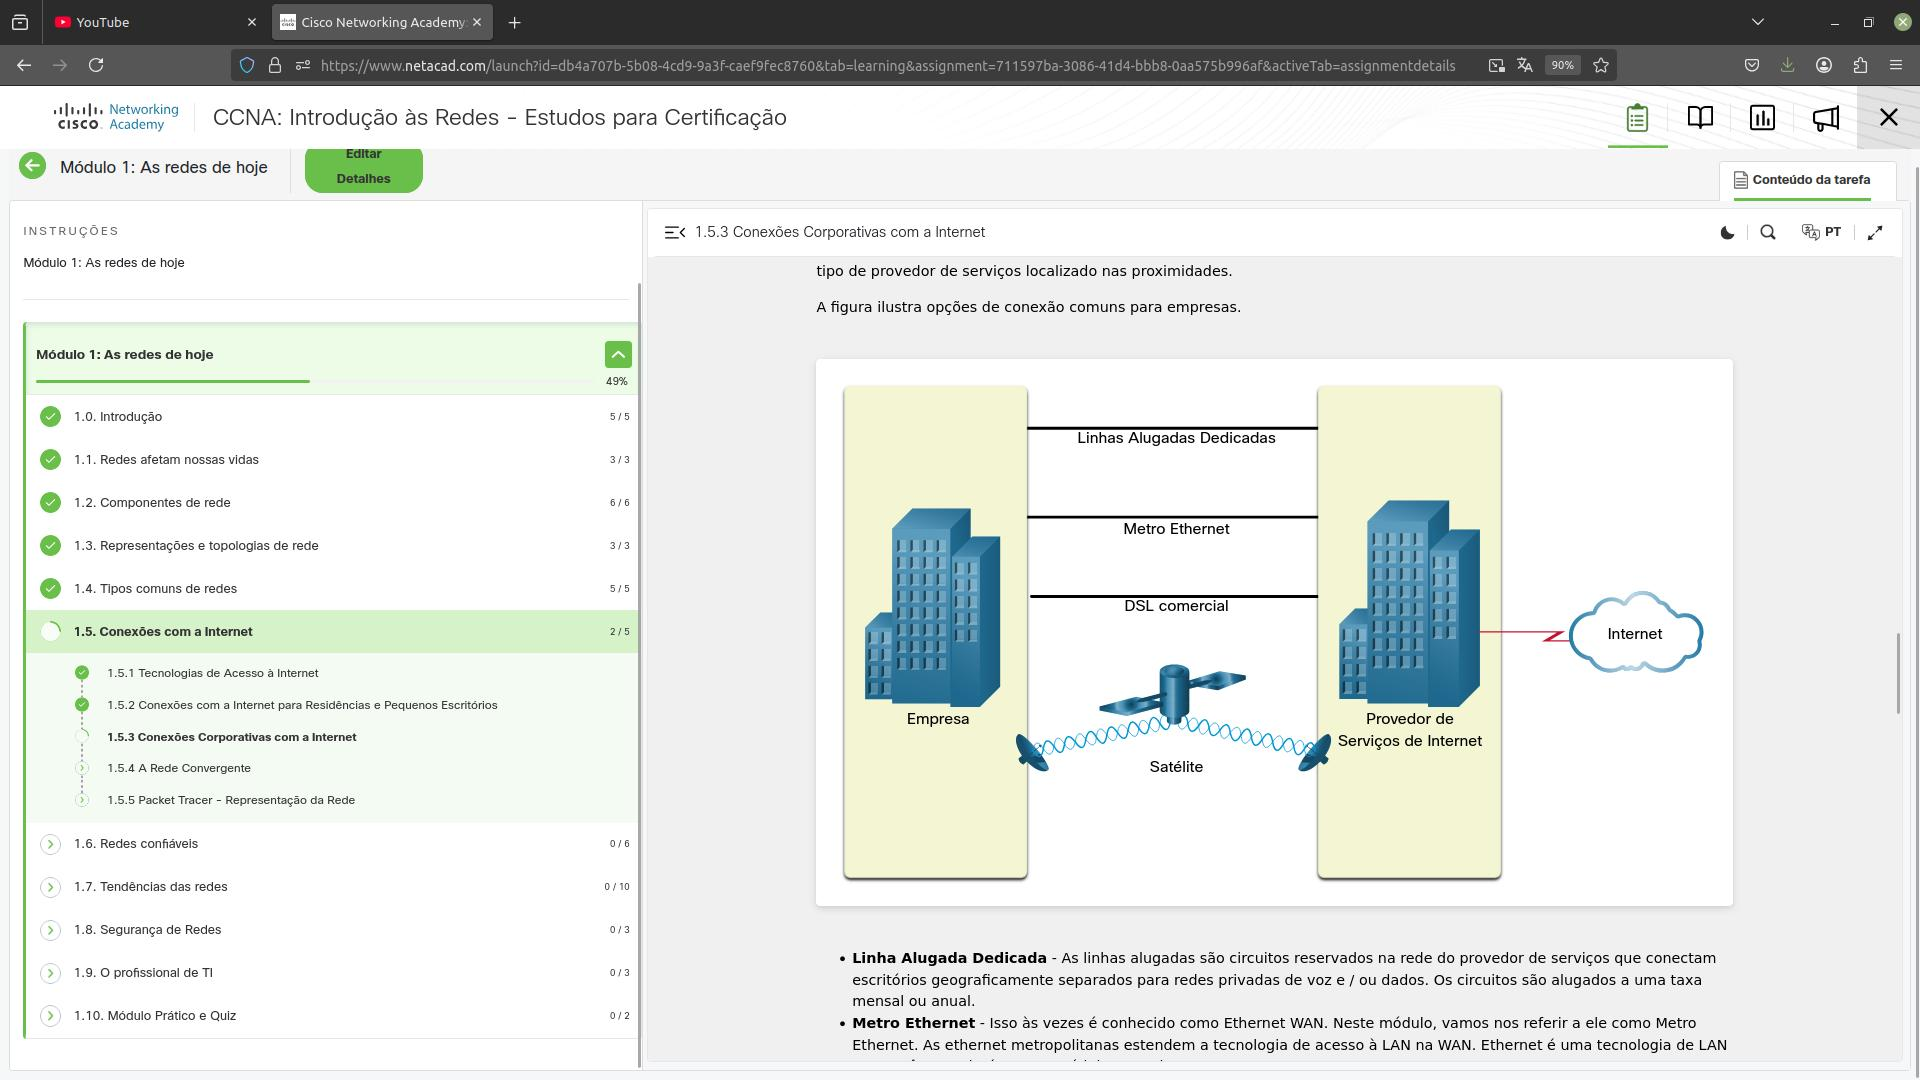 YouTube
Cisco Networking Academy:
https://www.netacad.com/launch?id=db4a707b-5b08-4cd9-9a3f-caef9fec8760&tab=learning&assignment=711597ba-3086-41d4-bbb8-0aa575b996af&activeTab=assignmentdetails
90%
CISCO
Networking
Academy
CCNA: Introdução às Redes - Estudos para Certificação
Módulo 1: As redes de hoje
Editar
Detalhes
Conteúdo da tarefa
INSTRUÇÕES
Módulo 1: As redes de hoje
Módulo 1: As redes de hoje
49%
1.0. Introdução 5 / 5
1.1. Redes afetam nossas vidas 3 / 3
1.2. Componentes de rede 6 / 6
1.3. Representações e topologias de rede 3 / 3
1.4. Tipos comuns de redes 5 / 5
1.5. Conexões com a Internet 2 / 5
1.5.1 Tecnologias de Acesso à Internet
1.5.2 Conexões com a Internet para Residências e Pequenos Escritórios
1.5.3 Conexões Corporativas com a Internet
1.5.4 A Rede Convergente
1.5.5 Packet Tracer - Representação da Rede
1.6. Redes confiáveis 0 / 6
1.7. Tendências das redes 0 / 10
1.8. Segurança de Redes 0 / 3
1.9. O profissional de TI 0 / 3
1.10. Módulo Prático e Quiz 0 / 2
1.5.3 Conexões Corporativas com a Internet
PT
tipo de provedor de serviços localizado nas proximidades.
A figura ilustra opções de conexão comuns para empresas.
Linhas Alugadas Dedicadas
Metro Ethernet
DSL comercial
Internet
Empresa
Provedor de
Serviços de Internet
Satélite
• Linha Alugada Dedicada - As linhas alugadas são circuitos reservados na rede do provedor de serviços que conectam
escritórios geograficamente separados para redes privadas de voz e / ou dados. Os circuitos são alugados a uma taxa
mensal ou anual.
• Metro Ethernet - Isso às vezes é conhecido como Ethernet WAN. Neste módulo, vamos nos referir a ele como Metro
Ethernet. As ethernet metropolitanas estendem a tecnologia de acesso à LAN na WAN. Ethernet é uma tecnologia de LAN